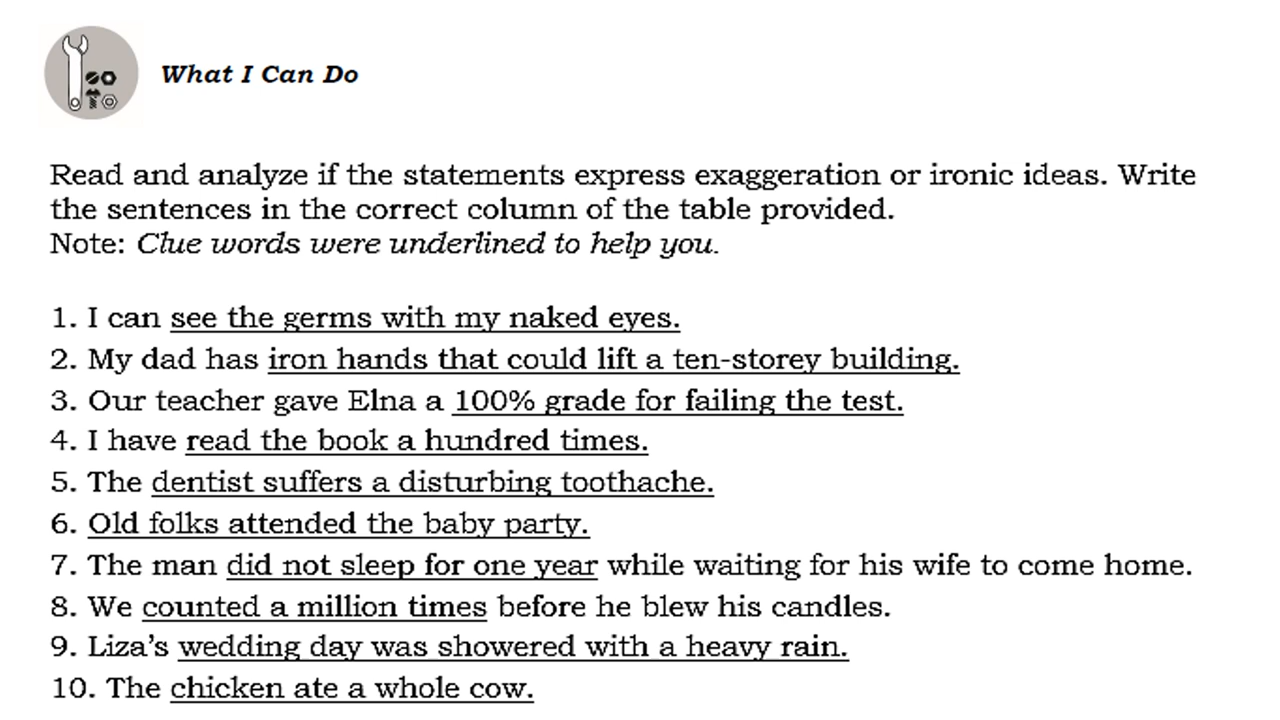 What I Can Do
Read and analyze if the statements express exaggeration or ironic ideas. Write
the sentences in the correct column of the table provided.
Note: Clue words were underlined to help you.
1. I can see the germs with my naked eyes.
2. My dad has iron hands that could lift a ten-storey building.
3. Our teacher gave Elna a 100% grade for failing the test.
4. I have read the book a hundred times.
5. The dentist suffers a disturbing toothache.
6. Old folks attended the baby party.
7. The man did not sleep for one year while waiting for his wife to come home.
8. We counted a million times before he blew his candles.
9. Liza’s wedding day was showered with a heavy rain.
10. The chicken ate a whole cow.